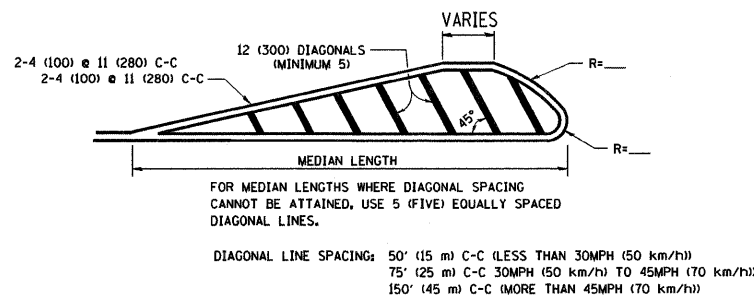 VARIES
12 (300) DIAGONALS
(MINIMUM 5)
2-4 (100) @ 11 (280) C-C
2-4 (100) @ 11 (280) C-C
R=___
45°
R=___
MEDIAN LENGTH
FOR MEDIAN LENGTHS WHERE DIAGONAL SPACING
CANNOT BE ATTAINED, USE 5 (FIVE) EQUALLY SPACED
DIAGONAL LINES.
DIAGONAL LINE SPACING: 50' (15 m) C-C (LESS THAN 30MPH (50 km/h))
75' (25 m) C-C 30MPH (50 km/h) TO 45MPH (70 km/h))
150' (45 m) C-C (MORE THAN 45MPH (70 km/h))